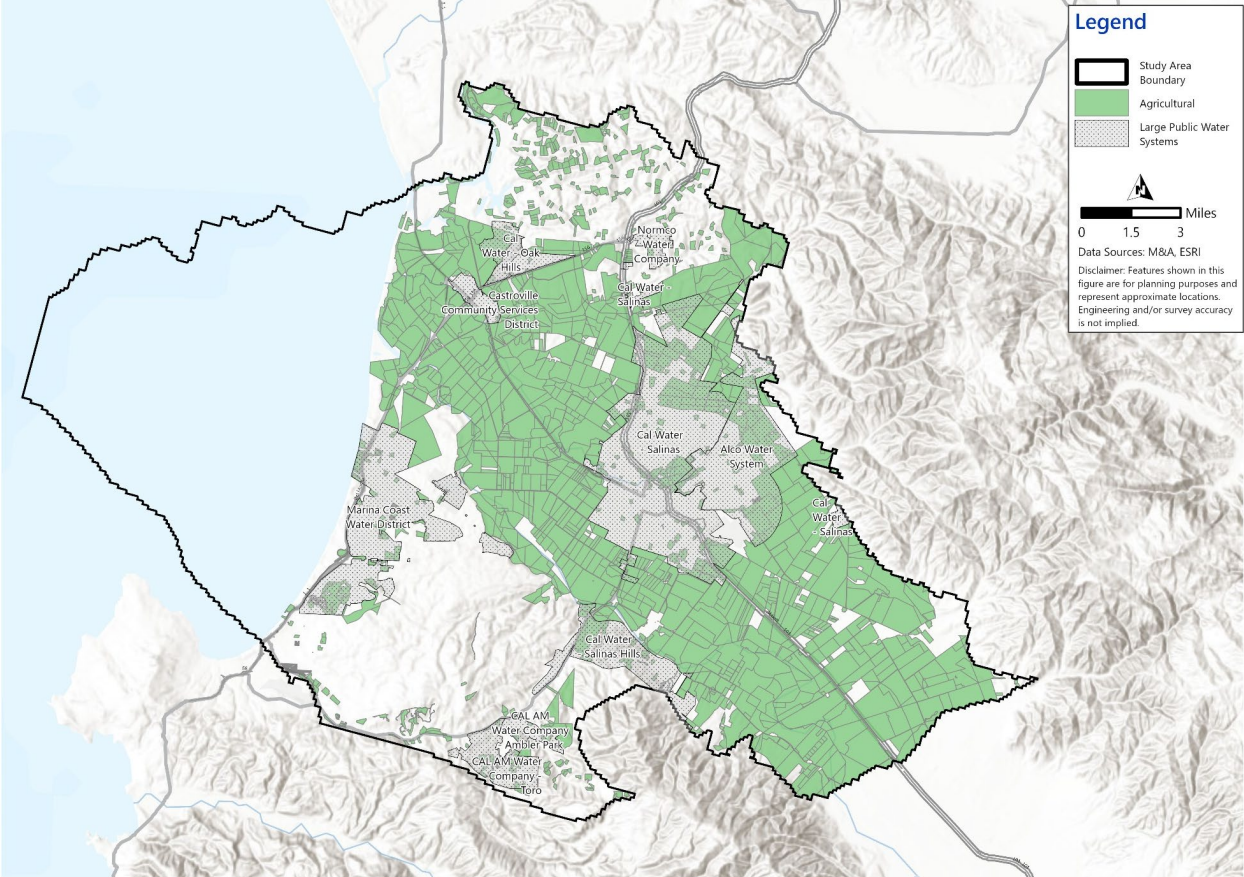 Legend
Study Area
Boundary
Agricultural
Large Public Water
Systems
N
Miles
0 1.5 3
Data Sources: M&A, ESRI
Disclaimer: Features shown in this
figure are for planning purposes and
represent approximate locations.
Engineering and/or survey accuracy
is not implied.
Cal
Water - Oak
Hills
Normco
Water
Company
Cal Water -
Salinas
Castroville
Community Services
District
Cal Water
Salinas
Alco Water
System
Marina Coast
Water District
Cal
Water
- Salinas
Cal Water
- Salinas Hills
CAL AM
Water Company
Ambler Park
CAL AM Water
Company -
Toro